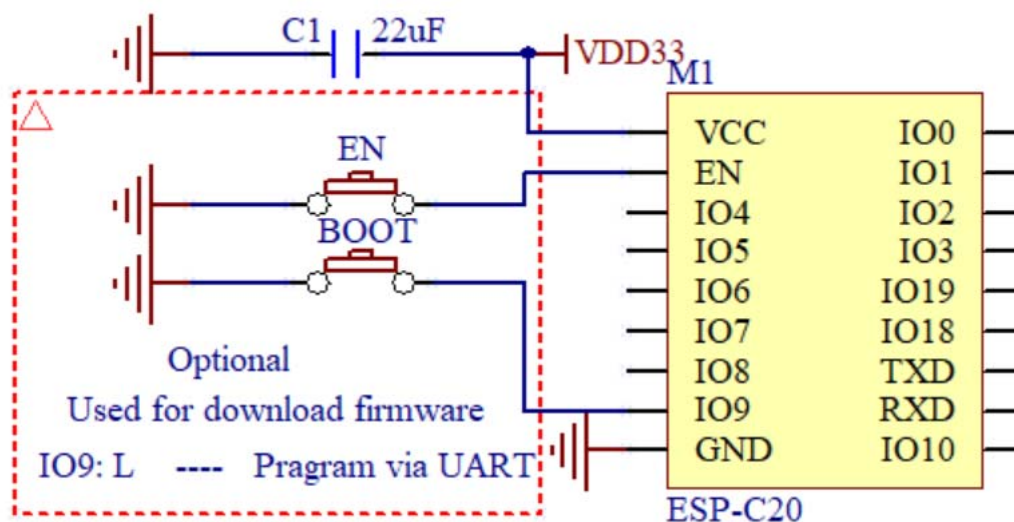 C1 22uF
VDD33
M1
VCC IO0
EN
EN IO1
IO4 IO2
BOOT
IO5 IO3
IO6 IO19
IO7 IO18
Optional
IO8 TXD
Used for download firmware
IO9 RXD
GND IO10
IO9: L ---- Pragram via UART
ESP-C20